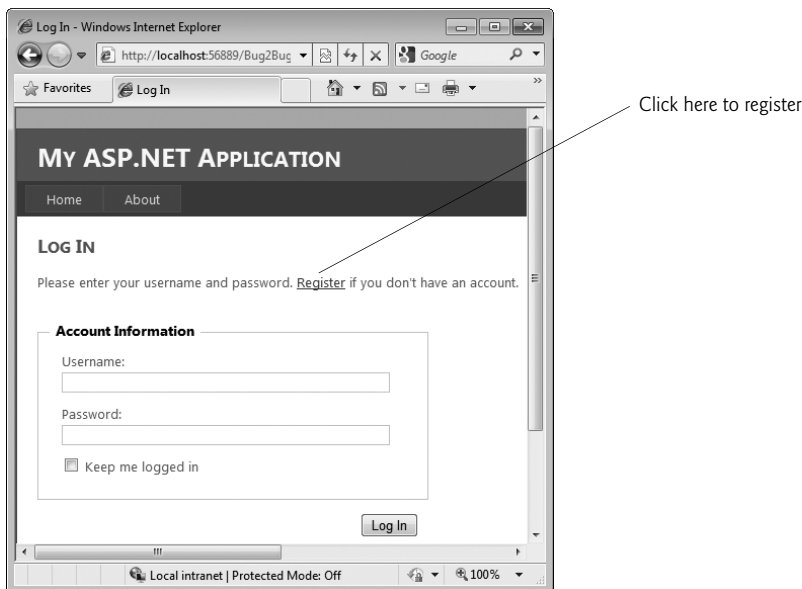 Log In - Windows Internet Explorer
http://localhost:56889/Bug2Bug
Google
Favorites
Log In
»
MY ASP.NET APPLICATION
Home
About
LOG IN
Please enter your username and password. Register if you don't have an account.
Account Information
Username:
Password:
Keep me logged in
Log In
Local intranet | Protected Mode: Off
100%
Click here to register